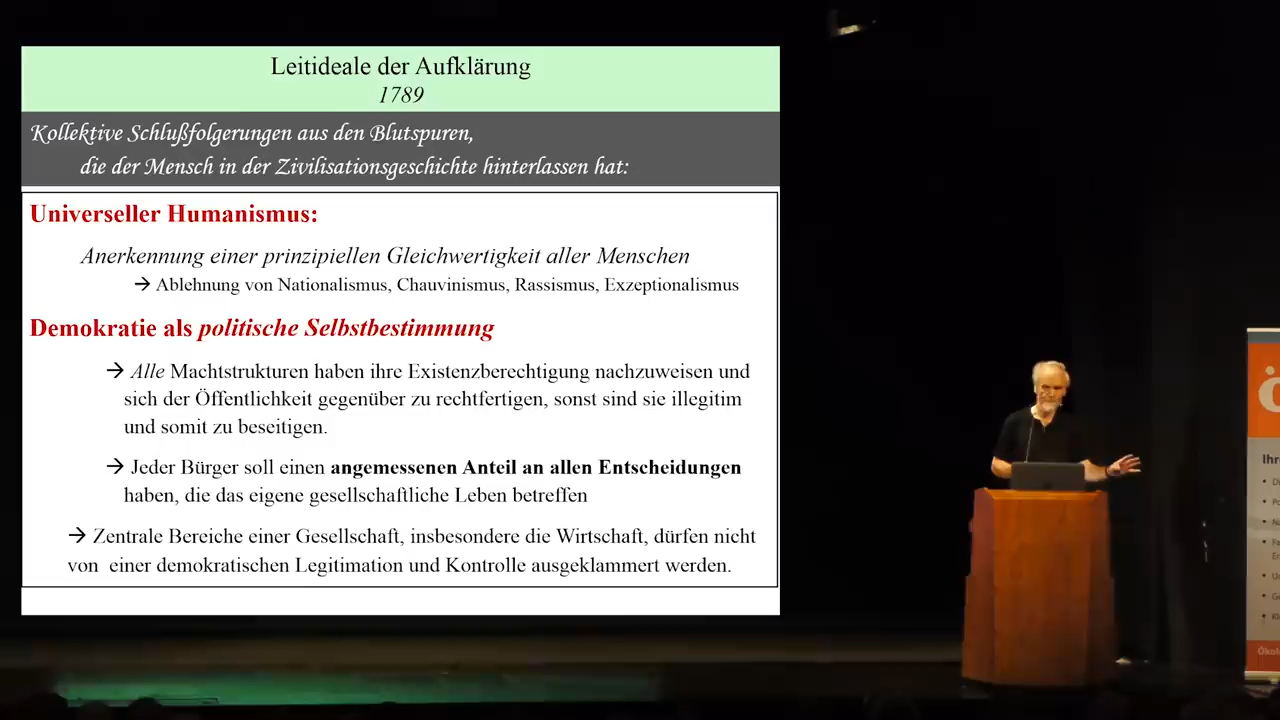 Leitideale der Aufklärung
1789
Kollektive Schlußfolgerungen aus den Blutspuren,
die der Mensch in der Zivilisationsgeschichte hinterlassen hat:
Universeller Humanismus:
Anerkennung einer prinzipiellen Gleichwertigkeit aller Menschen
→ Ablehnung von Nationalismus, Chauvinismus, Rassismus, Exzeptionalismus
Demokratie als politische Selbstbestimmung
→ Alle Machtstrukturen haben ihre Existenzberechtigung nachzuweisen und
sich der Öffentlichkeit gegenüber zu rechtfertigen, sonst sind sie illegitim
und somit zu beseitigen.
→ Jeder Bürger soll einen angemessenen Anteil an allen Entscheidungen
haben, die das eigene gesellschaftliche Leben betreffen
→ Zentrale Bereiche einer Gesellschaft, insbesondere die Wirtschaft, dürfen nicht
von einer demokratischen Legitimation und Kontrolle ausgeklammert werden.
ö
Ihre